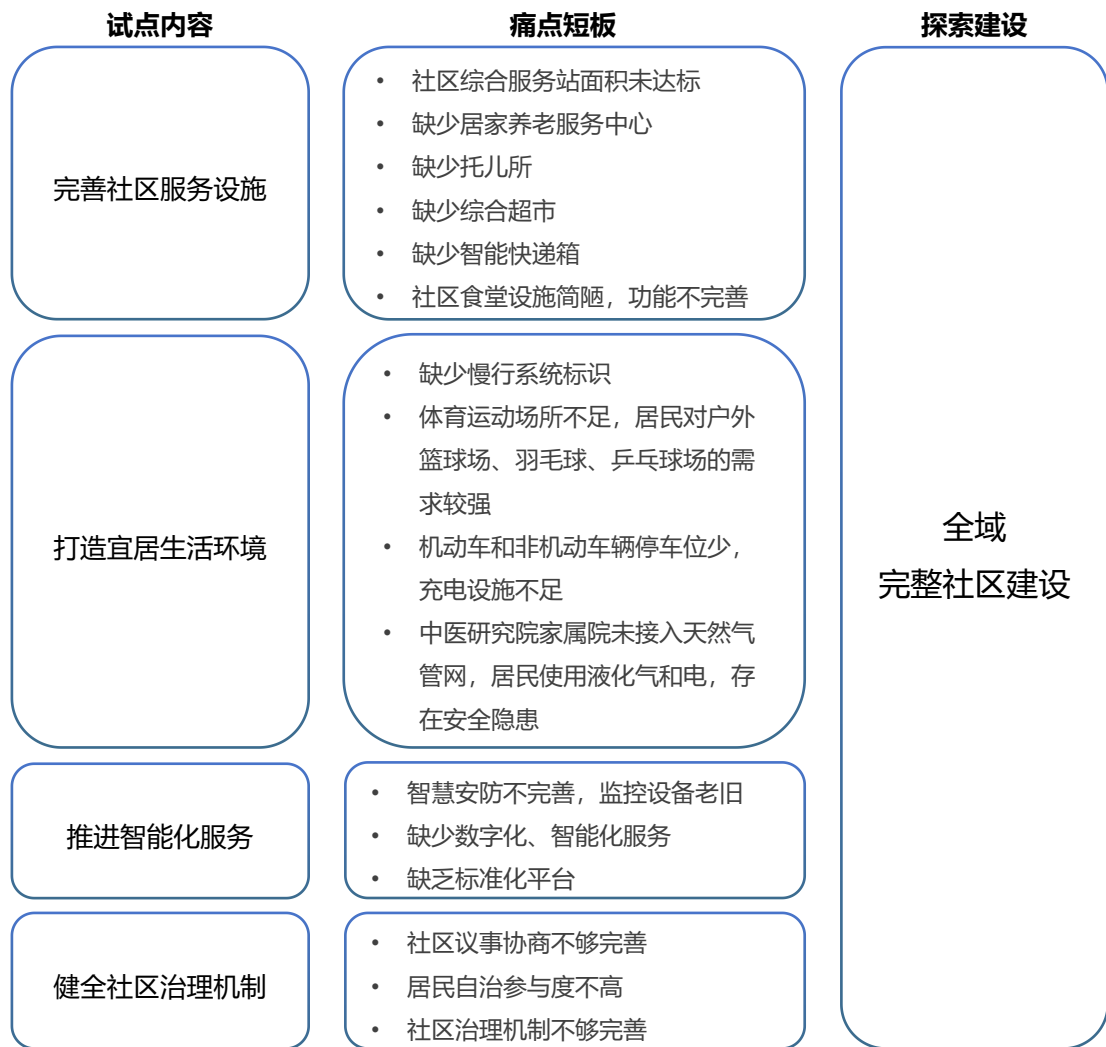 试点内容
痛点短板
探索建设
完善社区服务设施
• 社区综合服务站面积未达标
• 缺少居家养老服务中心
• 缺少托儿所
• 缺少综合超市
• 缺少智能快递箱
• 社区食堂设施简陋，功能不完善
打造宜居生活环境
• 缺少慢行系统标识
• 体育运动场所不足，居民对户外
篮球场、羽毛球、乒乓球场的需
求较强
• 机动车和非机动车辆停车位少，
充电设施不足
• 中医研究院家属院未接入天然气
管网，居民使用液化气和电，存
在安全隐患
推进智能化服务
• 智慧安防不完善，监控设备老旧
• 缺少数字化、智能化服务
• 缺乏标准化平台
健全社区治理机制
• 社区议事协商不够完善
• 居民自治参与度不高
• 社区治理机制不够完善
全域
完整社区建设